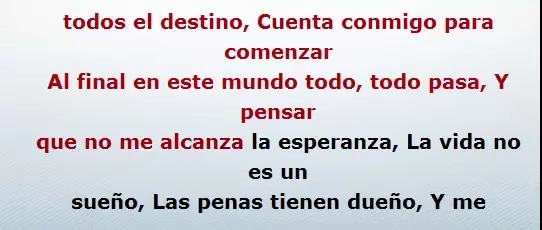 todos el destino, Cuenta conmigo para
comenzar
Al final en este mundo todo, todo pasa, Y
pensar
que no me alcanza la esperanza, La vida no
es un
sueño, Las penas tienen dueño, Y me